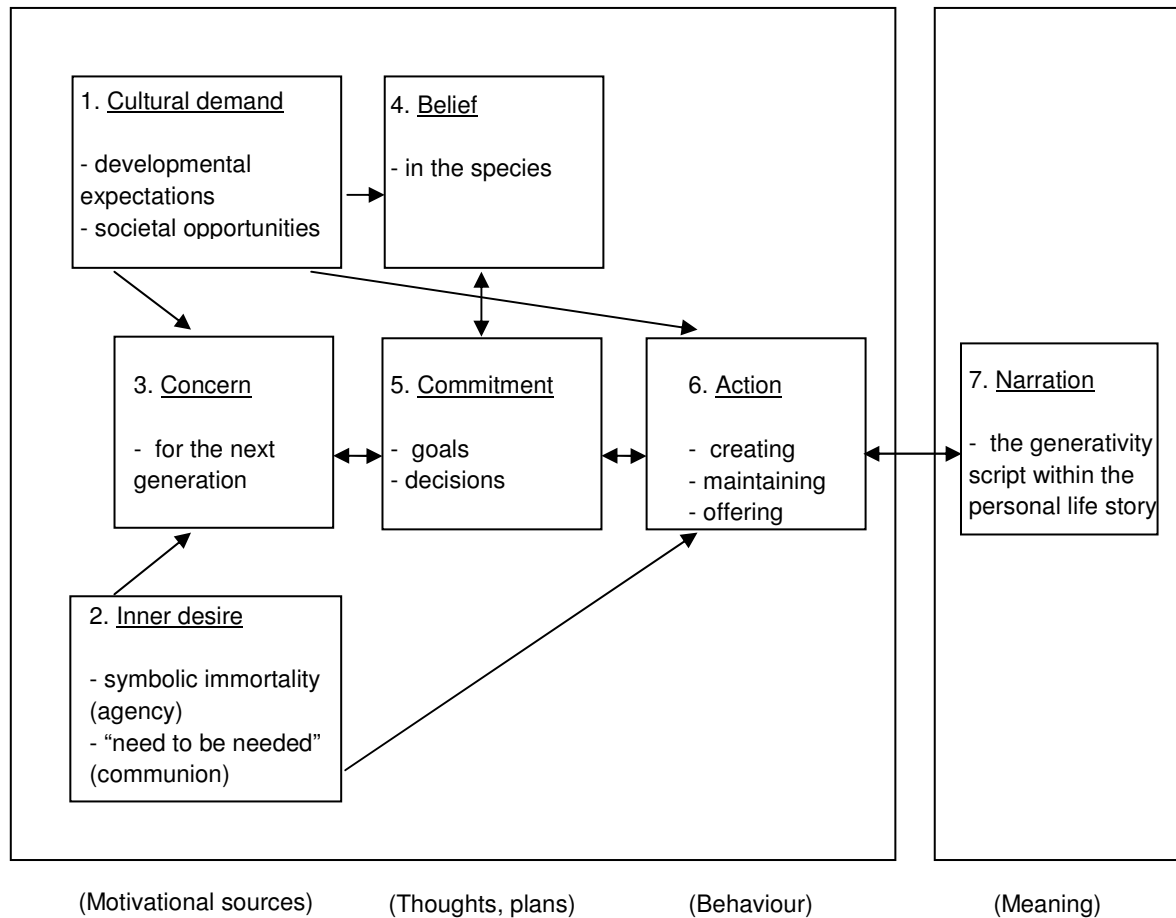 1. Cultural demand
- developmental
expectations
- societal opportunities
4. Belief
- in the species
3. Concern
- for the next
generation
5. Commitment
- goals
- decisions
6. Action
- creating
- maintaining
- offering
7. Narration
- the generativity
script within the
personal life story
2. Inner desire
- symbolic immortality
(agency)
- “need to be needed”
(communion)
(Motivational sources)
(Thoughts, plans)
(Behaviour)
(Meaning)